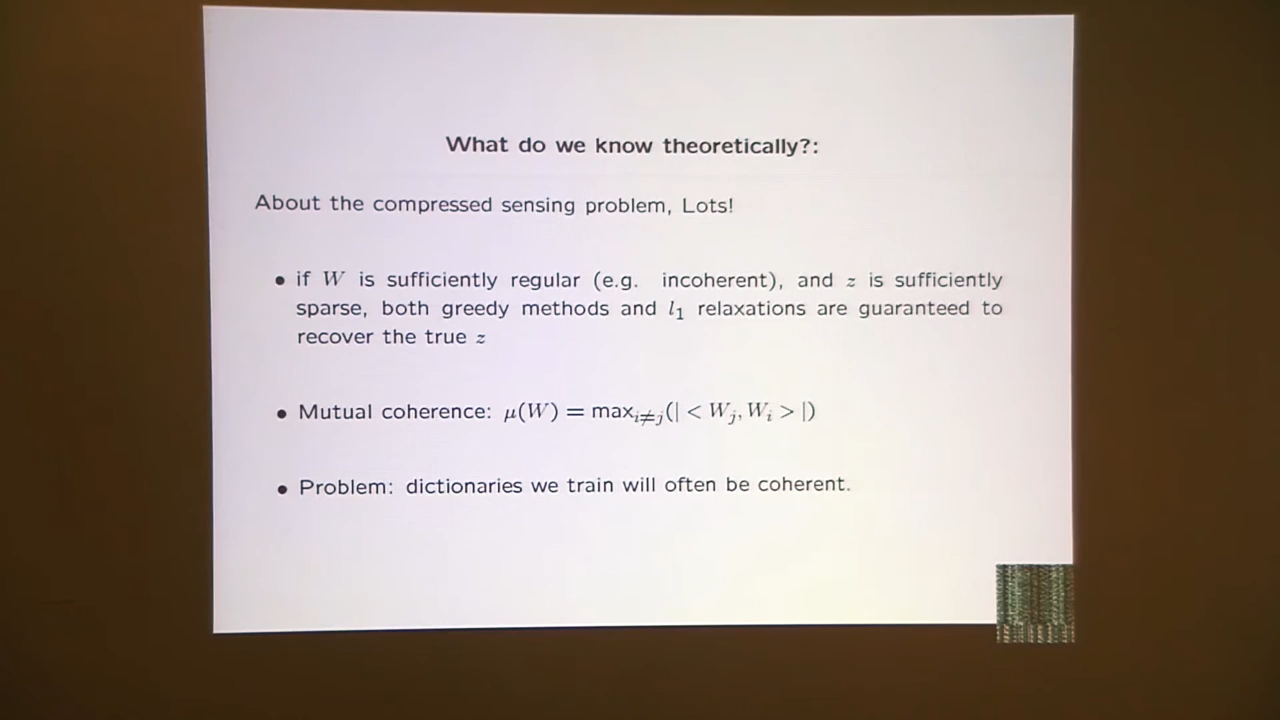 What do we know theoretically?:
About the compressed sensing problem, Lots!
• if W is sufficiently regular (e.g. incoherent), and z is sufficiently
sparse, both greedy methods and l₁ relaxations are guaranteed to
recover the true z
• Mutual coherence: μ(W) = maxᵢ≠ⱼ(| < Wⱼ, Wᵢ > |)
• Problem: dictionaries we train will often be coherent.